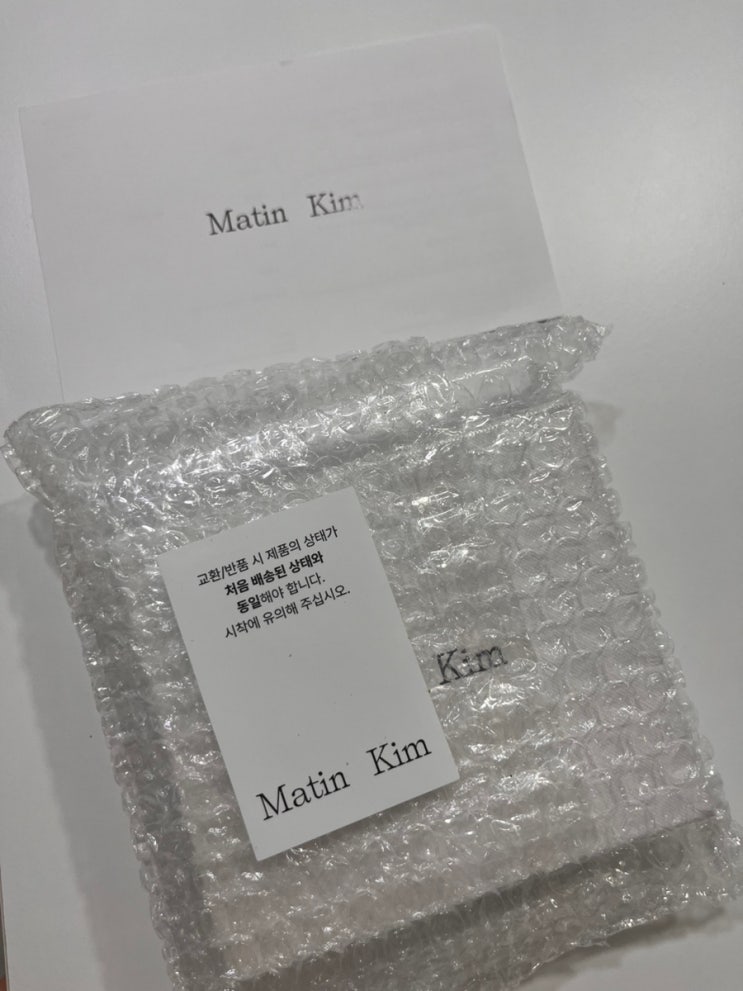 Matin Kim
교환/반품 시 제품의 상태가
처음 배송된 상태와
동일해야 합니다.
시착에 유의해 주십시오.
Kim
Matin Kim